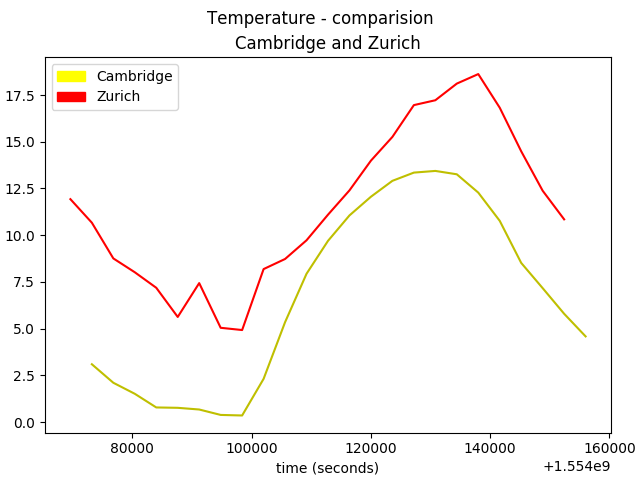 Temperature - comparision
Cambridge and Zurich
Cambridge
Zurich
17.5
15.0
12.5
10.0
7.5
5.0
2.5
0.0
80000 100000 120000 140000 160000
time (seconds)
+1.554e9